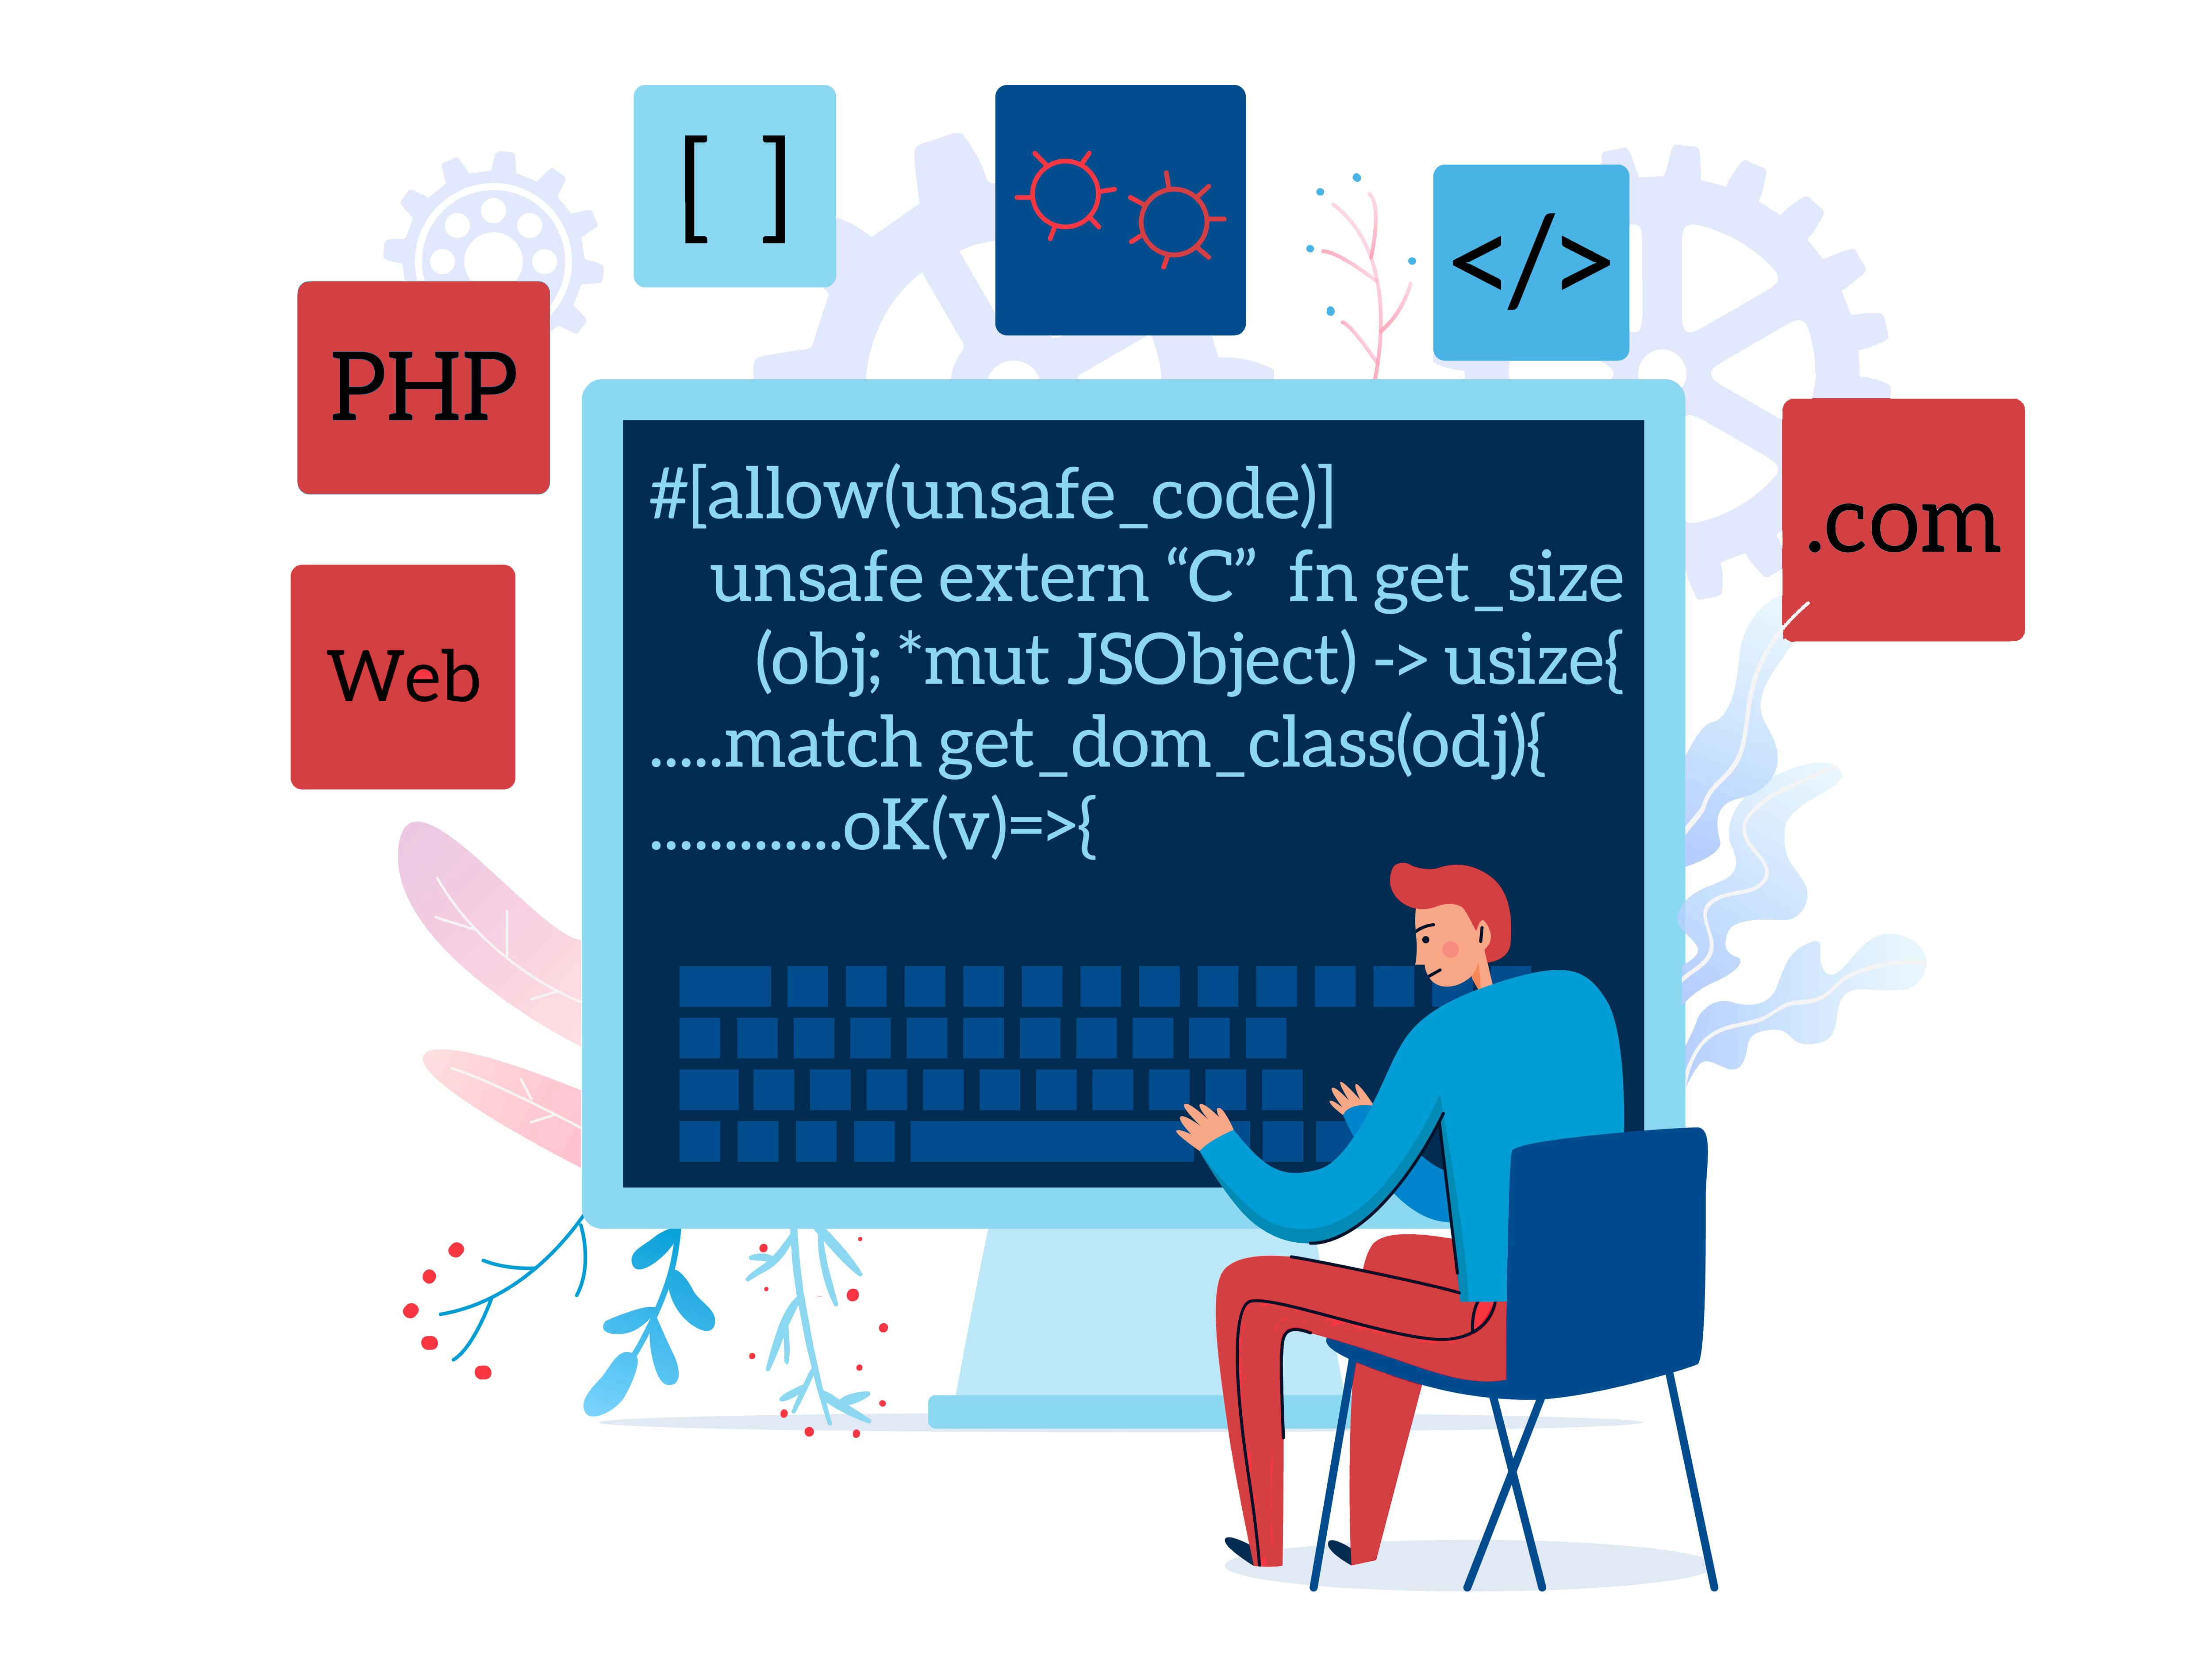 [ ]
</>
PHP
.com
Web
#[allow(unsafe_code)]
unsafe extern “C” fn get_size
(obj; *mut JSObject) -> usize{
......match get_dom_class(odj){
................oK(v)=>{